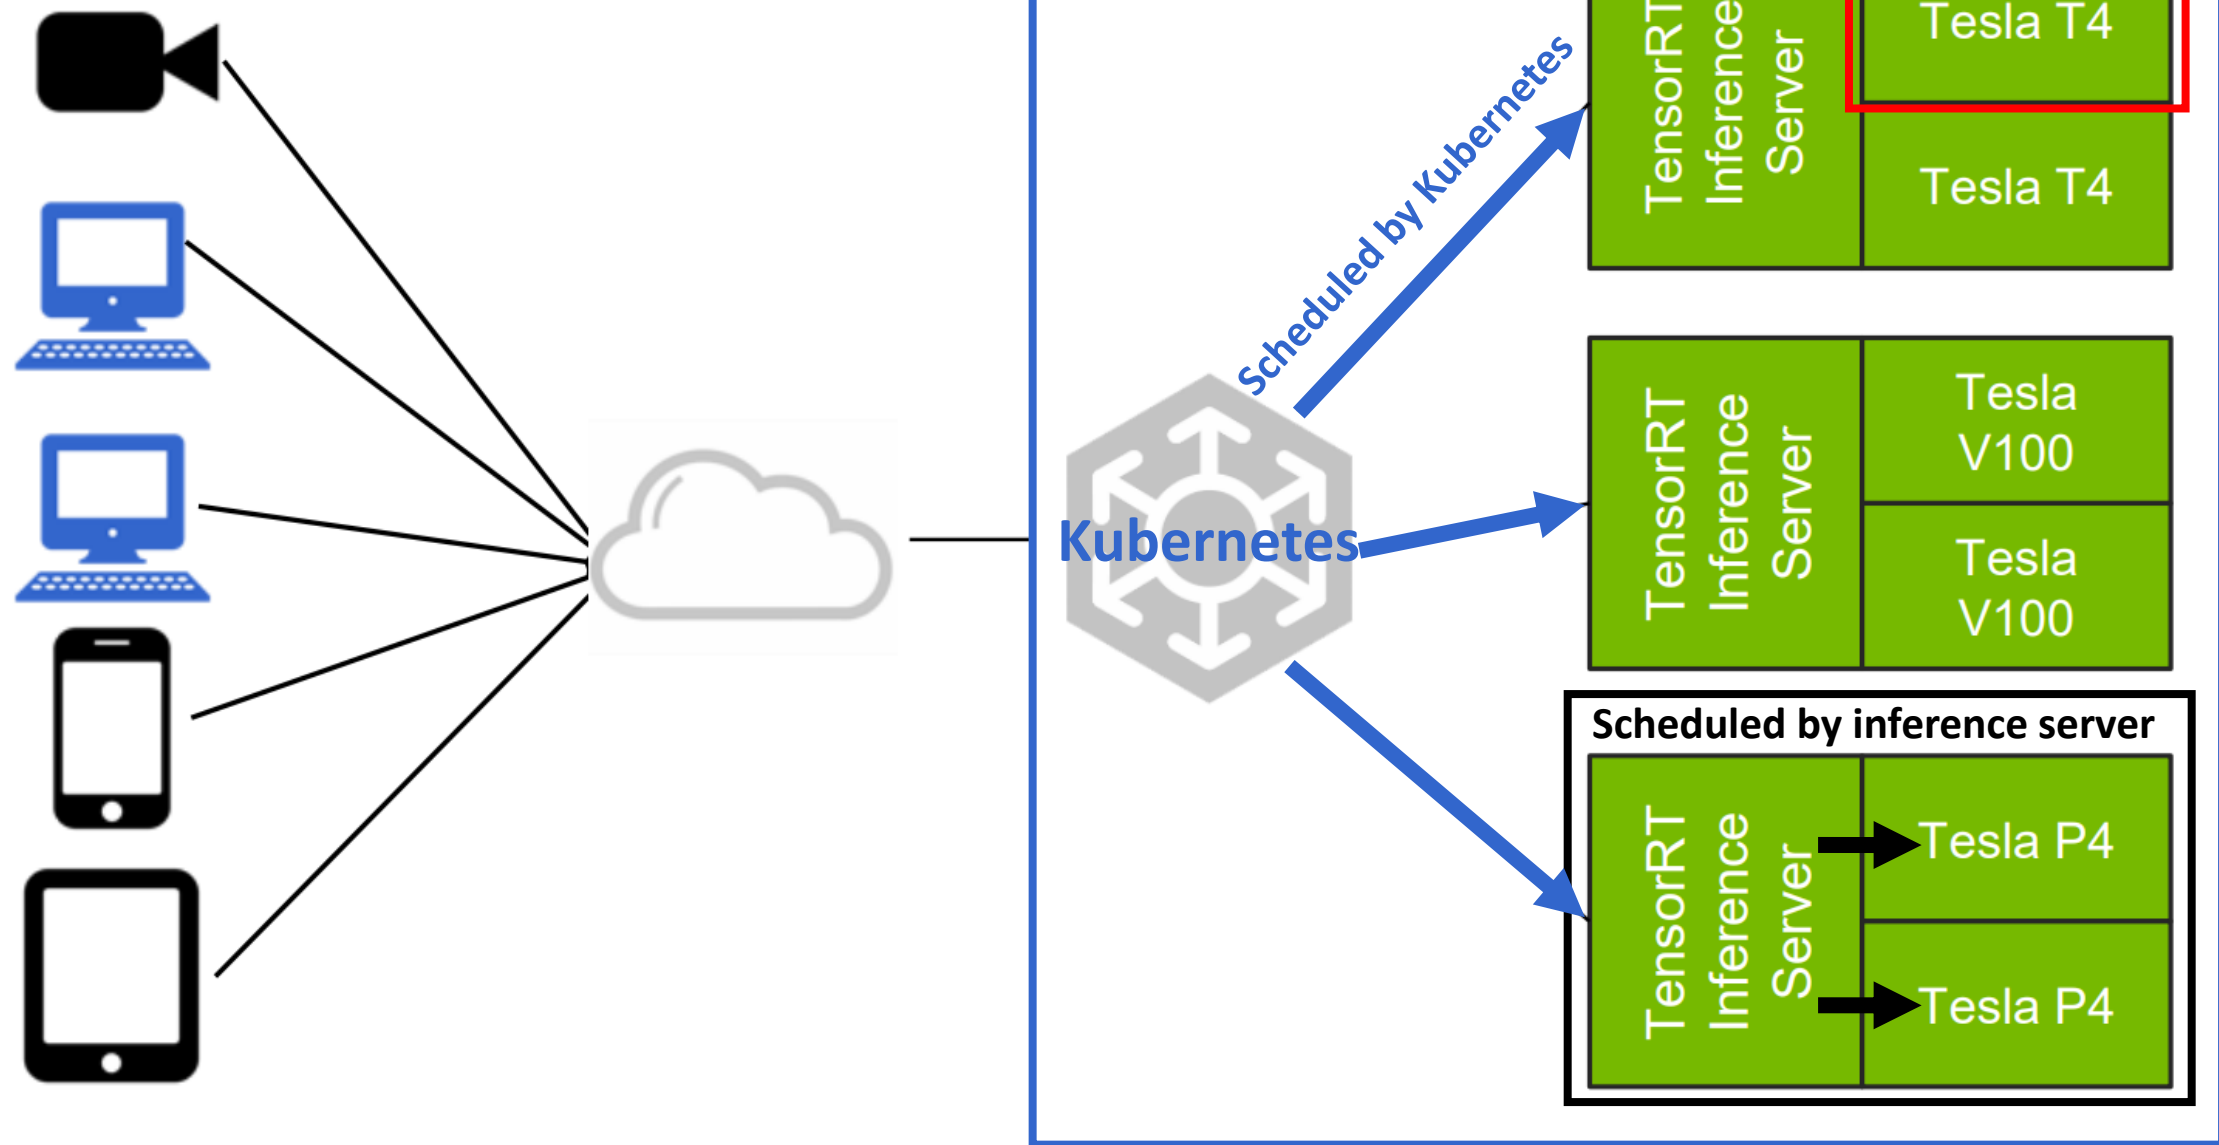 Scheduled by Kubernetes
TensorRT
Inference
Server
Tesla T4
Tesla T4
Kubernetes
TensorRT
Inference
Server
Tesla
V100
Tesla
V100
Scheduled by inference server
TensorRT
Inference
Server
Tesla P4
Tesla P4